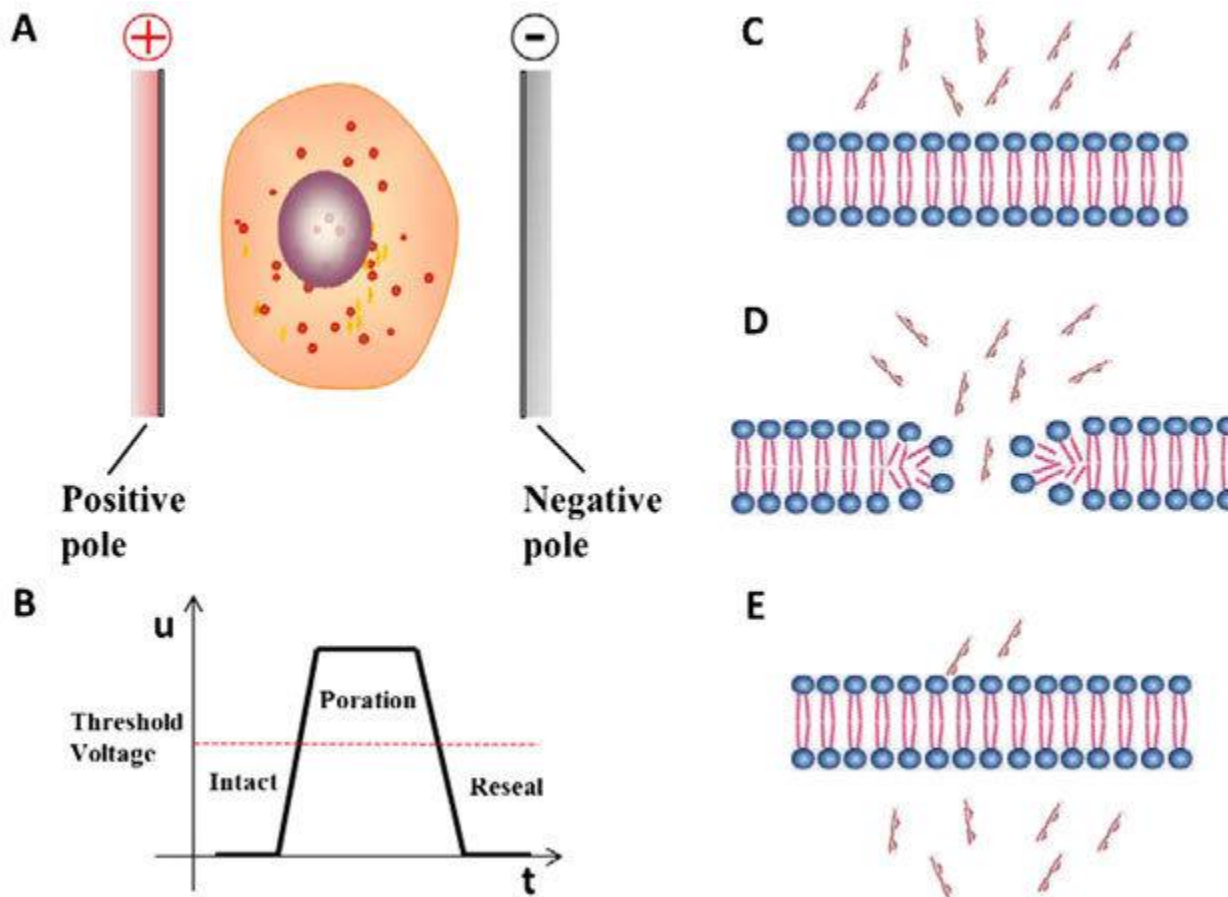 A
+
-
Positive
pole
Negative
pole
B
u
Threshold
Voltage
Poration
Intact
Reseal
t
C
D
E